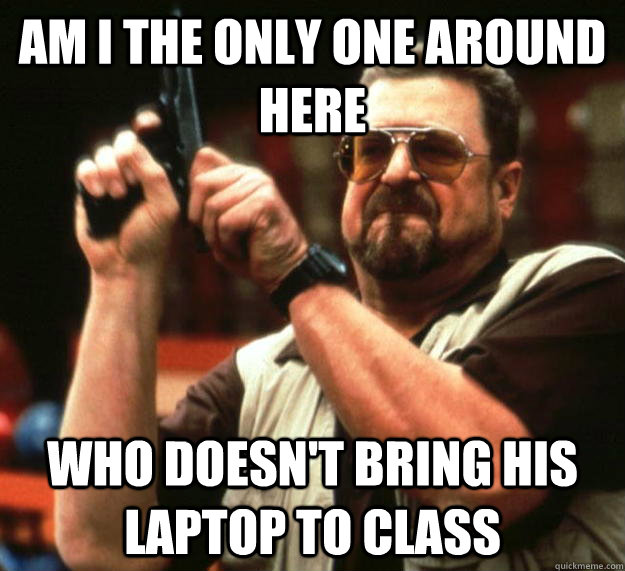 AM I THE ONLY ONE AROUND
HERE
WHO DOESN'T BRING HIS
LAPTOP TO CLASS
quickmeme.com